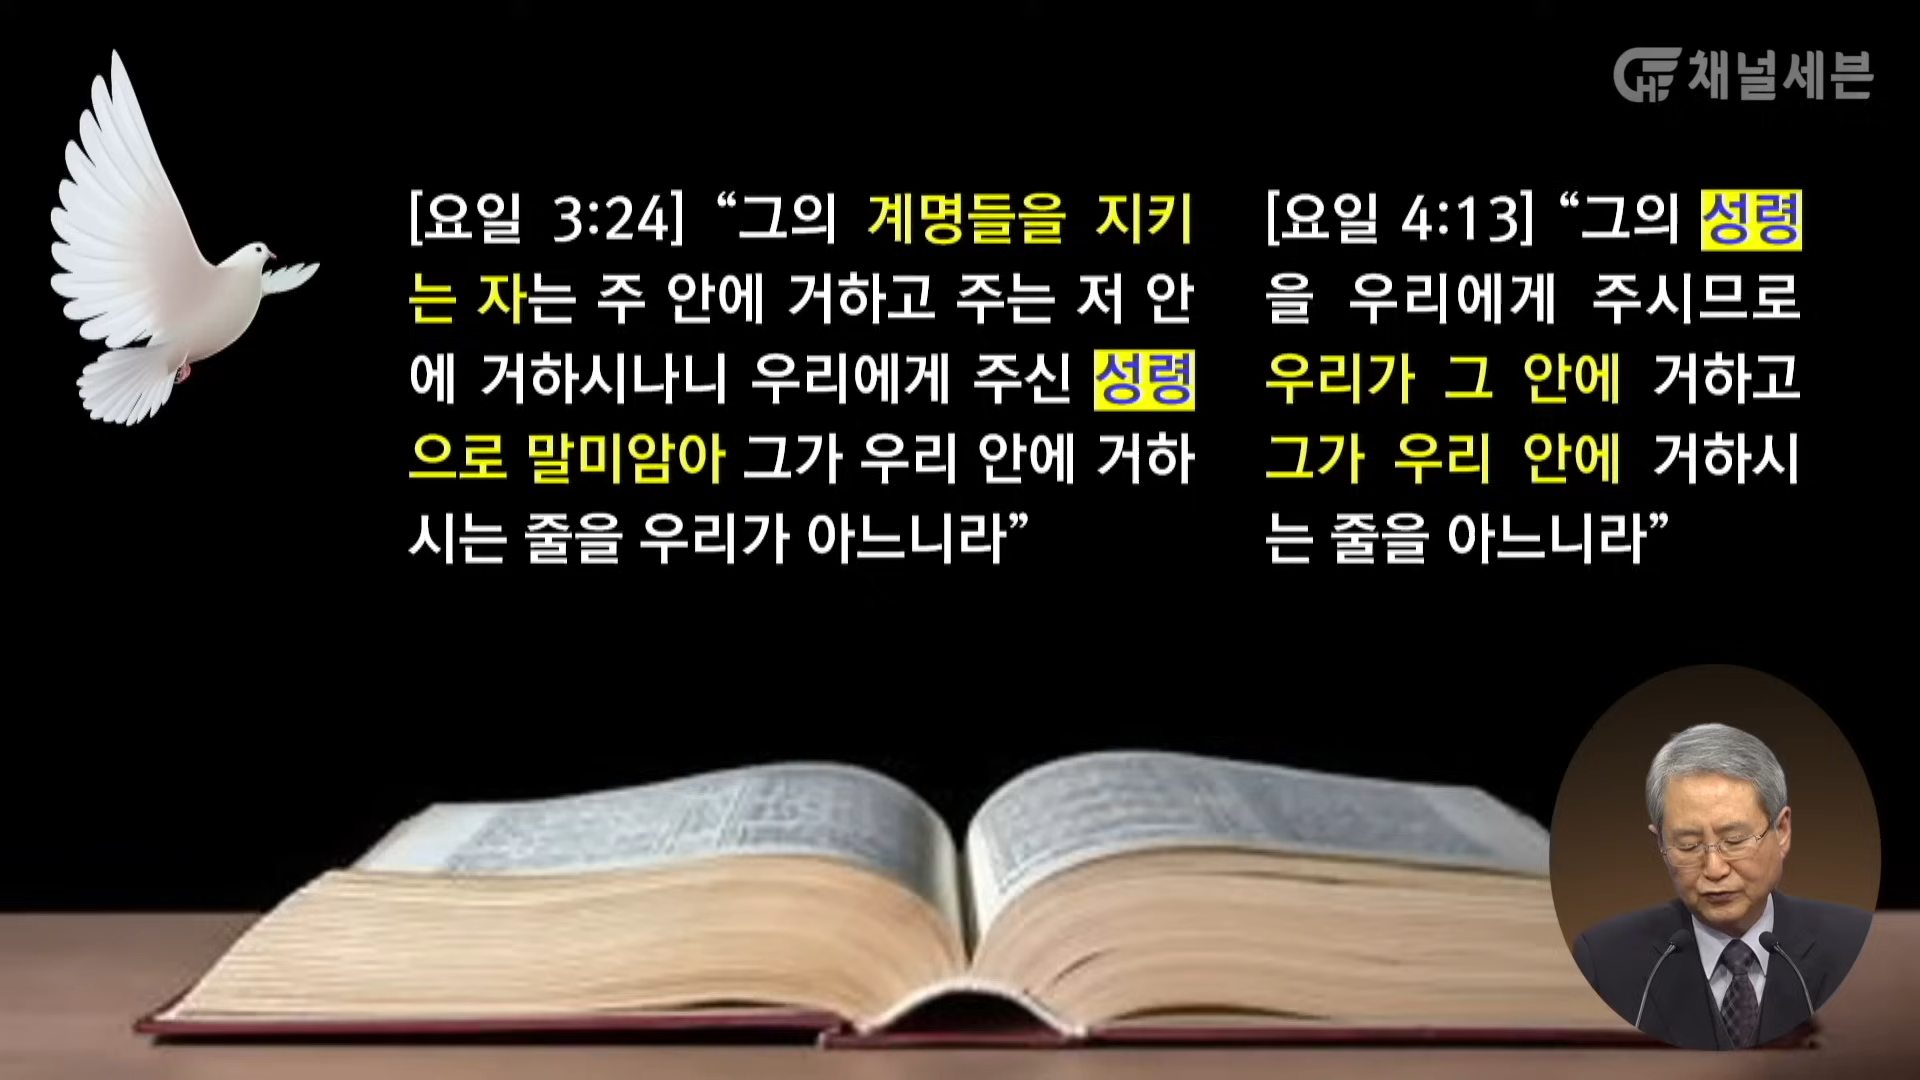 CH7 채널세븐
[요일 3:24] “그의 계명들을 지키
는 자는 주 안에 거하고 주는 저 안
에 거하시나니 우리에게 주신 성령
으로 말미암아 그가 우리 안에 거하
시는 줄을 우리가 아느니라”
[요일 4:13] “그의 성령
을 우리에게 주시므로
우리가 그 안에 거하고
그가 우리 안에 거하시
는 줄을 아느니라”